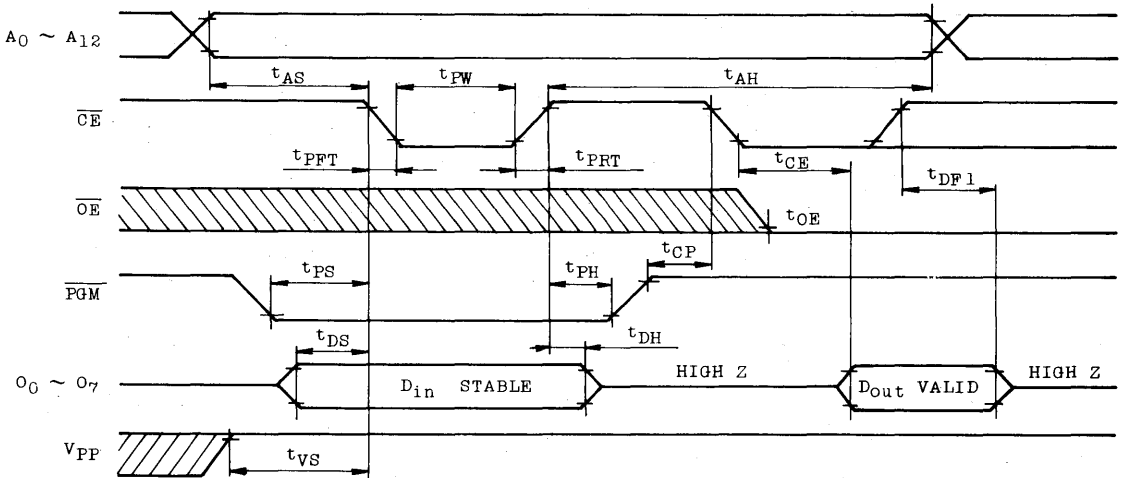 A0 ~ A12
tAS
tPW
tAH
CE
tPFT
tPRT
tCE
tDF1
OE
tOE
tCP
PGM
tPS
tPH
tDS
tDH
O0 ~ O7
Din STABLE
HIGH Z
Dout VALID
HIGH Z
VPP
tVS